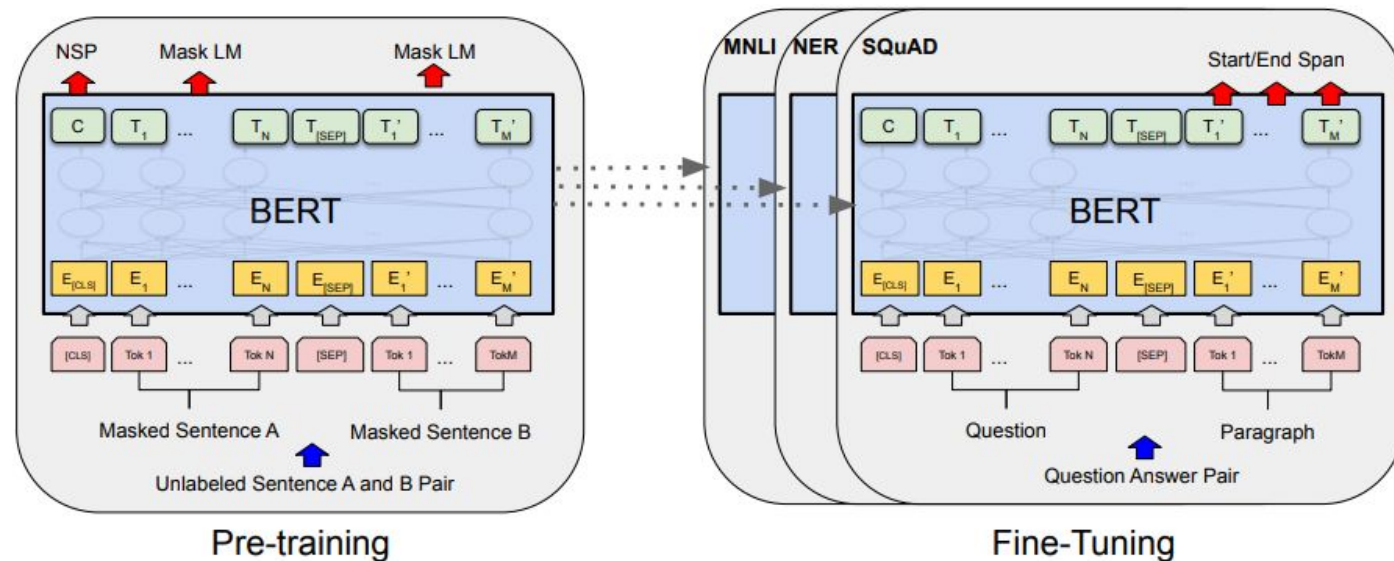 NSP Mask LM Mask LM
C T1 ... TN T[SEP] T1' ... TM'
BERT
E[CLS] E1 ... EN E[SEP] E1' ... EM'
[CLS] Tok 1 ... Tok N [SEP] Tok 1 ... TokM
Masked Sentence A Masked Sentence B
Unlabeled Sentence A and B Pair
Pre-training
MNLI NER SQuAD
Start/End Span
C T1 ... TN T[SEP] T1' ... TM'
BERT
E[CLS] E1 ... EN E[SEP] E1' ... EM'
[CLS] Tok 1 ... Tok N [SEP] Tok 1 ... TokM
Question Paragraph
Question Answer Pair
Fine-Tuning